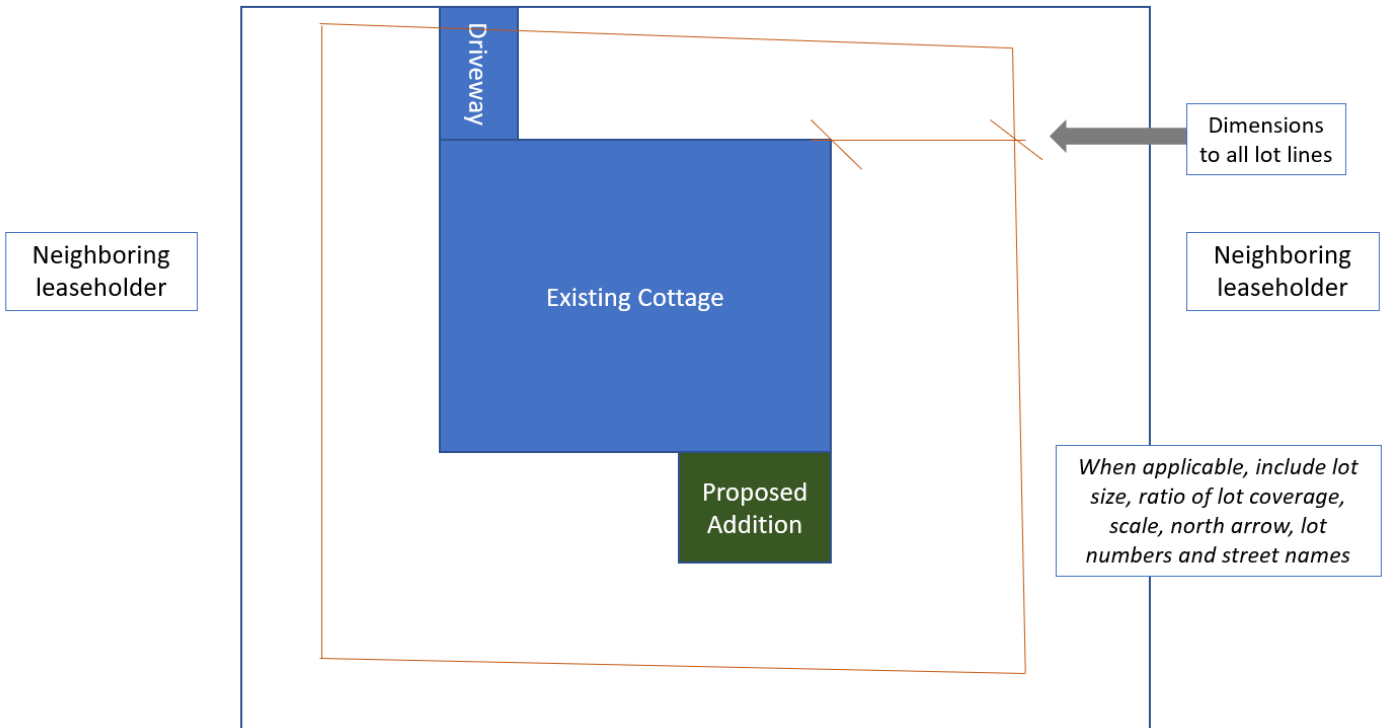 Driveway
Dimensions
to all lot lines
Neighboring
leaseholder
Neighboring
leaseholder
Existing Cottage
When applicable, include lot
size, ratio of lot coverage,
scale, north arrow, lot
numbers and street names
Proposed
Addition